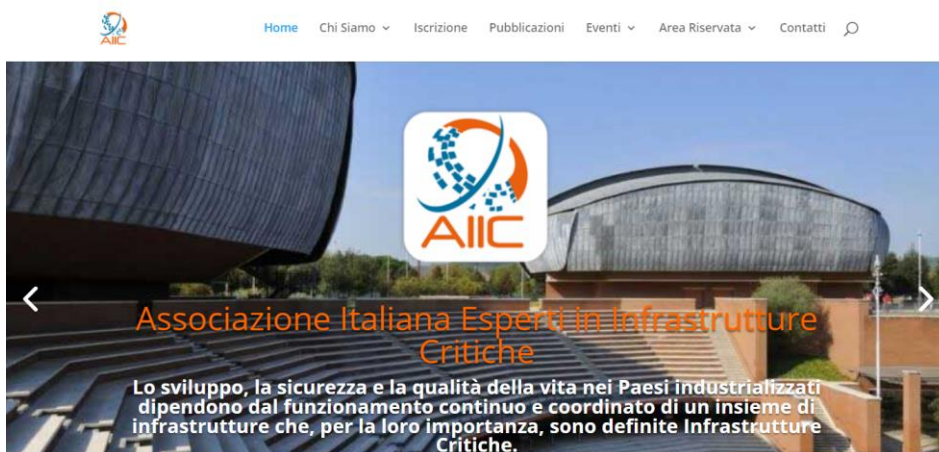 AIIC
Home Chi Siamo Iscrizione Pubblicazioni Eventi Area Riservata Contatti
AIIC
Associazione Italiana Esperti in Infrastrutture
Critiche
Lo sviluppo, la sicurezza e la qualità della vita nei Paesi industrializzati
dipendono dal funzionamento continuo e coordinato di un insieme di
infrastrutture che, per la loro importanza, sono definite Infrastrutture
Critiche.